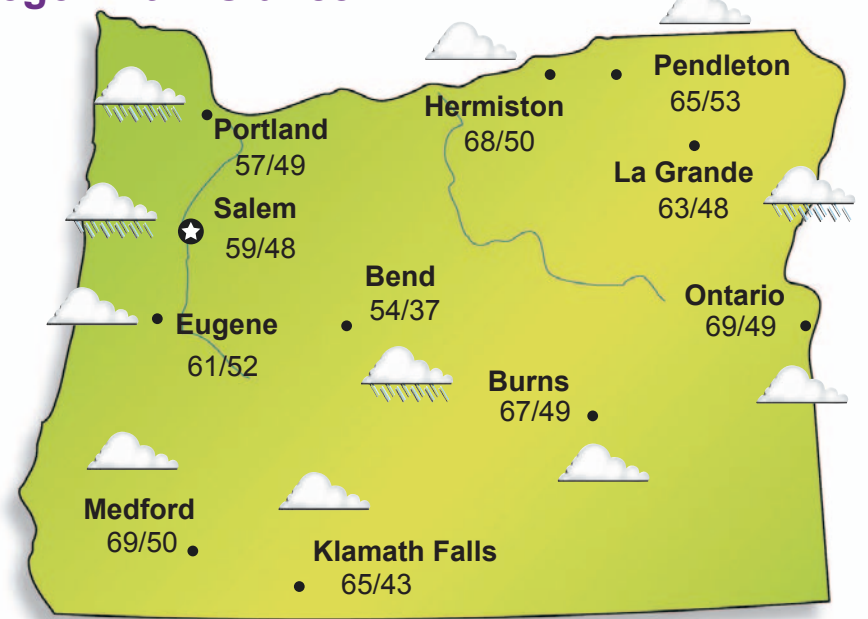 Pendleton
65/53
Hermiston
68/50
Portland
57/49
La Grande
63/48
Salem
59/48
Bend
54/37
Ontario
69/49
Eugene
61/52
Burns
67/49
Medford
69/50
Klamath Falls
65/43